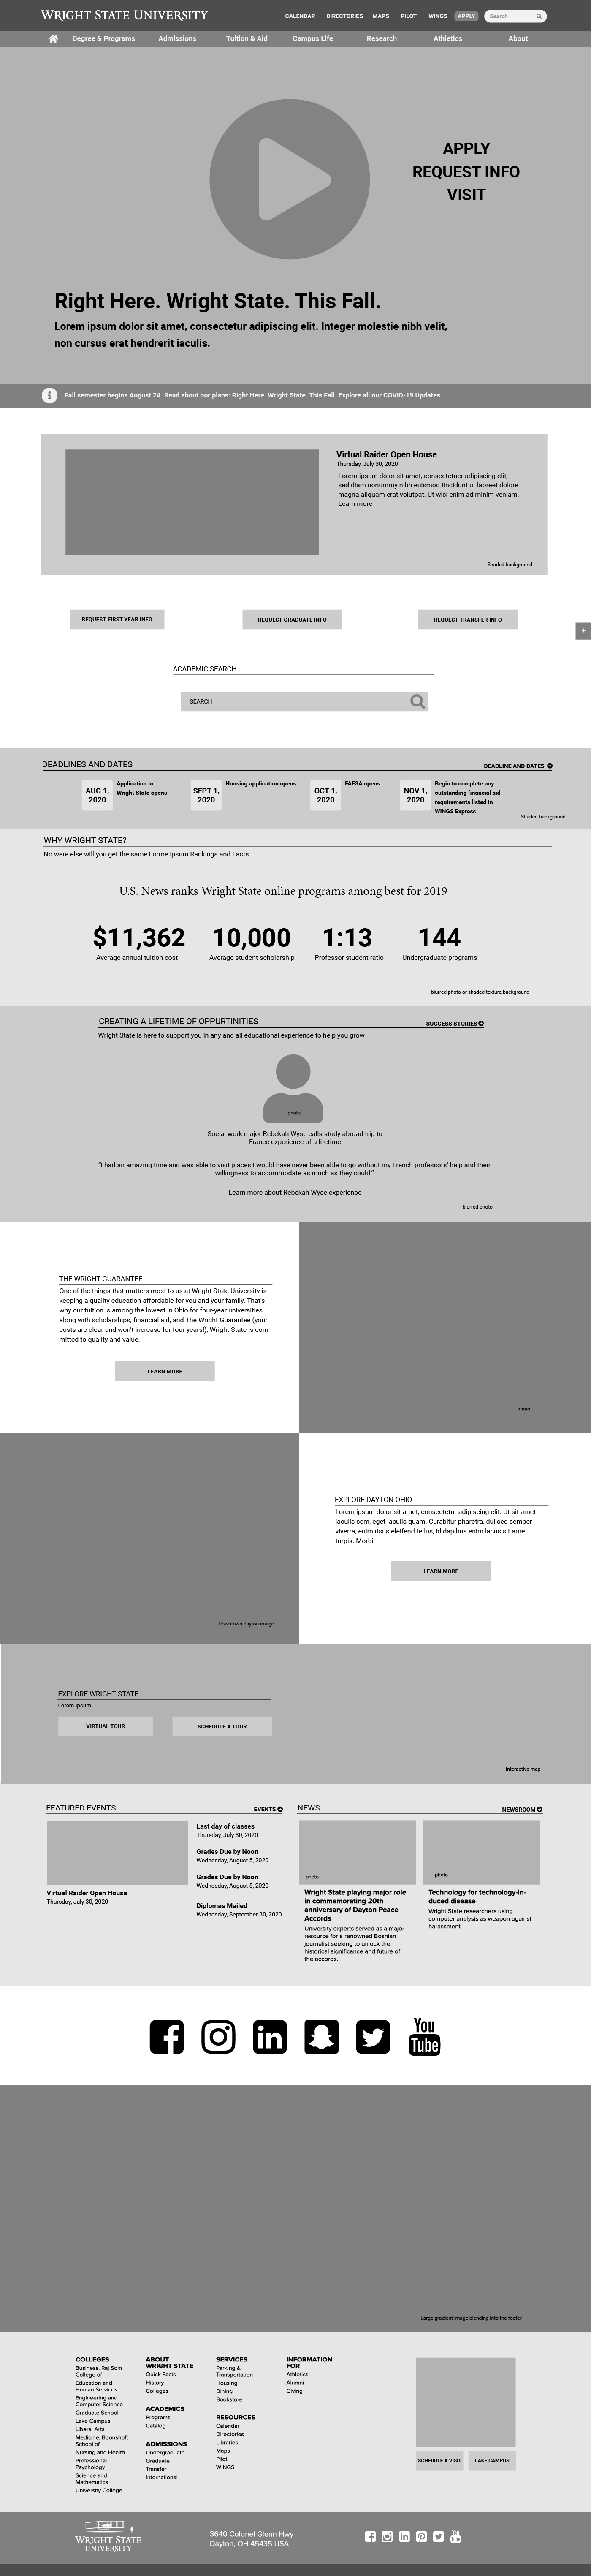 WRIGHT STATE UNIVERSITY
CALENDAR DIRECTORIES MAPS PILOT WINGS APPLY Search
Degree & Programs Admissions Tuition & Aid Campus Life Research Athletics About
APPLY
REQUEST INFO
VISIT
Right Here. Wright State. This Fall.
Lorem ipsum dolor sit amet, consectetur adipiscing elit. Integer molestie nibh velit,
non cursus erat hendrerit iaculis.
Fall semester begins August 24. Read about our plans: Right Here. Wright State. This Fall. Explore all our COVID-19 Updates.
Virtual Raider Open House
Thursday, July 30, 2020
Lorem ipsum dolor sit amet, consectetuer adipiscing elit,
sed diam nonummy nibh euismod tincidunt ut laoreet dolore
magna aliquam erat volutpat. Ut wisi enim ad minim veniam.
Learn more
Shaded background
REQUEST FIRST YEAR INFO
REQUEST GRADUATE INFO
REQUEST TRANSFER INFO
+
ACADEMIC SEARCH
SEARCH
DEADLINES AND DATES
DEADLINE AND DATES
AUG 1,
2020
Application to
Wright State opens
SEPT 1,
2020
Housing application opens
OCT 1,
2020
FAFSA opens
NOV 1,
2020
Begin to complete any
outstanding financial aid
requirements listed in
WINGS Express
Shaded background
WHY WRIGHT STATE?
No were else will you get the same Lorme ipsum Rankings and Facts
U.S. News ranks Wright State online programs among best for 2019
$11,362
Average annual tuition cost
10,000
Average student scholarship
1:13
Professor student ratio
144
Undergraduate programs
blurred photo or shaded texture background
CREATING A LIFETIME OF OPPURTINITIES
SUCCESS STORIES
Wright State is here to support you in any and all educational experience to help you grow
photo
Social work major Rebekah Wyse calls study abroad trip to
France experience of a lifetime
"I had an amazing time and was able to visit places I would have never been able to go without my French professors' help and their
willingness to accommodate as much as they could."
Learn more about Rebekah Wyse experience
blurred photo
THE WRIGHT GUARANTEE
One of the things that matters most to us at Wright State University is
keeping a quality education affordable for you and your family. That's
why our tuition is among the lowest in Ohio for four-year universities
along with scholarships, financial aid, and The Wright Guarantee (your
costs are clear and won't increase for four years!), Wright State is com-
mitted to quality and value.
LEARN MORE
photo
EXPLORE DAYTON OHIO
Lorem ipsum dolor sit amet, consectetur adipiscing elit. Ut sit amet
iaculis sem, eget iaculis quam. Curabitur pharetra, dui sed semper
viverra, enim risus eleifend tellus, id dapibus enim lacus sit amet
turpis. Morbi
LEARN MORE
Downtown dayton image
EXPLORE WRIGHT STATE
Lorem Ipsum
VIRTUAL TOUR
SCHEDULE A TOUR
interactive map
FEATURED EVENTS
EVENTS
Virtual Raider Open House
Thursday, July 30, 2020
Last day of classes
Thursday, July 30, 2020
Grades Due by Noon
Wednesday, August 5, 2020
Grades Due by Noon
Wednesday, August 5, 2020
Diplomas Mailed
Wednesday, September 30, 2020
NEWS
NEWSROOM
photo
Wright State playing major role
in commemorating 20th
anniversary of Dayton Peace
Accords
University experts served as a major
resource for a renowned Bosnian
journalist seeking to unlock the
historical significance and future of
the accords.
photo
Technology for technology-in-
duced disease
Wright State researchers using
computer analysis as weapon against
harassment
You
Tube
Large gradient image blending into the footer
COLLEGES
Business, Raj Soin
College of
Education and
Human Services
Engineering and
Computer Science
Graduate School
Lake Campus
Liberal Arts
Medicine, Boonshoft
School of
Nursing and Health
Professional
Psychology
Science and
Mathematics
University College
ABOUT
WRIGHT STATE
Quick Facts
History
Colleges
ACADEMICS
Programs
Catalog
ADMISSIONS
Undergraduate
Graduate
Transfer
International
SERVICES
Parking &
Transportation
Housing
Dining
Bookstore
RESOURCES
Calendar
Directories
Libraries
Maps
Pilot
WINGS
INFORMATION
FOR
Athletics
Alumni
Giving
SCHEDULE A VISIT
LAKE CAMPUS
WRIGHT STATE
UNIVERSITY
3640 Colonel Glenn Hwy
Dayton, OH 45435 USA
You
Tube